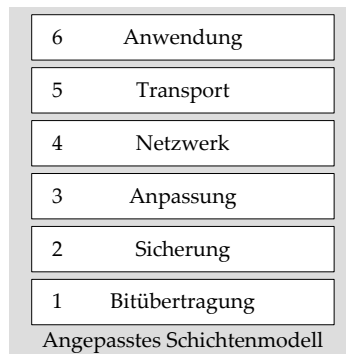 6 Anwendung
5 Transport
4 Netzwerk
3 Anpassung
2 Sicherung
1 Bitübertragung
Angepasstes Schichtenmodell